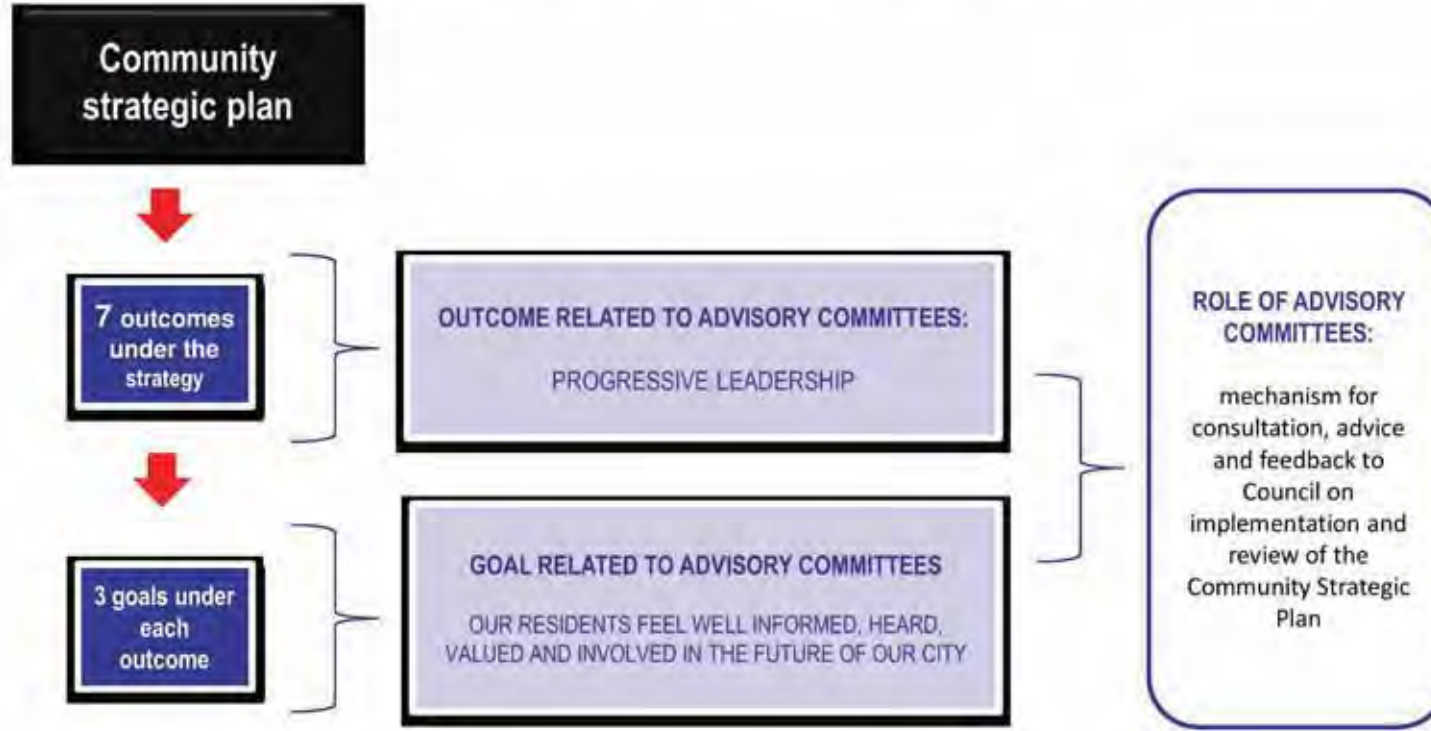 Community
strategic plan
7 outcomes
under the
strategy
OUTCOME RELATED TO ADVISORY COMMITTEES:
PROGRESSIVE LEADERSHIP
3 goals under
each
outcome
GOAL RELATED TO ADVISORY COMMITTEES
OUR RESIDENTS FEEL WELL INFORMED, HEARD,
VALUED AND INVOLVED IN THE FUTURE OF OUR CITY
ROLE OF ADVISORY
COMMITTEES:
mechanism for
consultation, advice
and feedback to
Council on
implementation and
review of the
Community Strategic
Plan